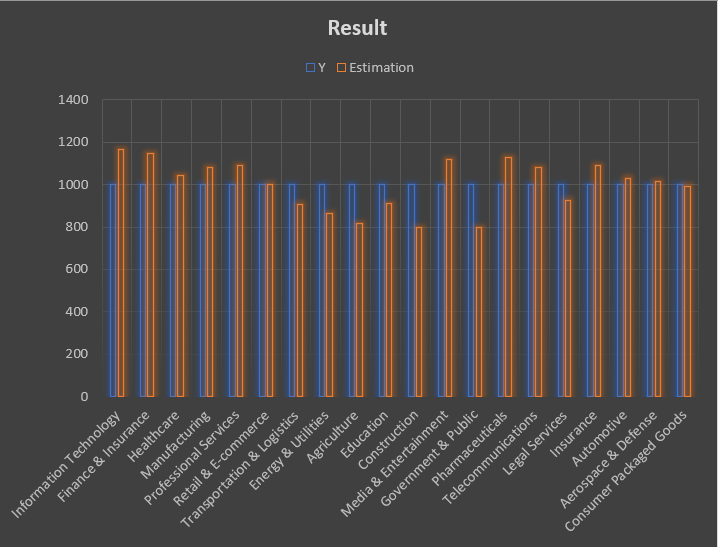 Result
Y Estimation
1400
1200
1000
800
600
400
200
0
Information Technology
Finance & Insurance
Healthcare
Manufacturing
Professional Services
Retail & E-commerce
Transportation & Logistics
Energy & Utilities
Agriculture
Education
Construction
Media & Entertainment
Government & Public
Pharmaceuticals
Telecommunications
Legal Services
Insurance
Automotive
Aerospace & Defense
Consumer Packaged Goods